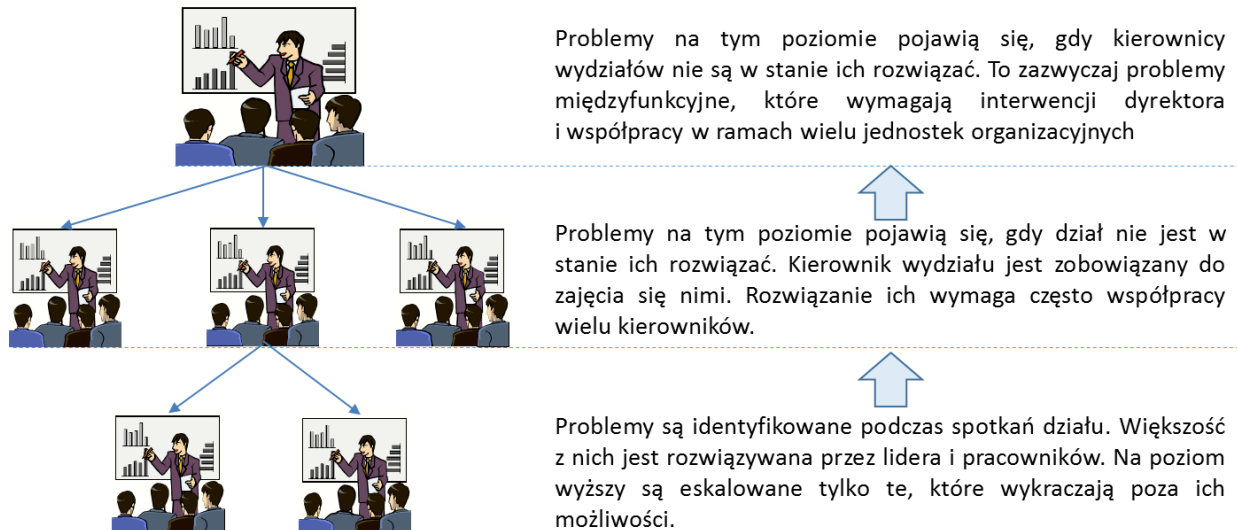 Problemy na tym poziomie pojawią się, gdy kierownicy
wydziałów nie są w stanie ich rozwiązać. To zazwyczaj problemy
międzyfunkcyjne, które wymagają interwencji dyrektora
i współpracy w ramach wielu jednostek organizacyjnych
Problemy na tym poziomie pojawią się, gdy dział nie jest w
stanie ich rozwiązać. Kierownik wydziału jest zobowiązany do
zajęcia się nimi. Rozwiązanie ich wymaga często współpracy
wielu kierowników.
Problemy są identyfikowane podczas spotkań działu. Większość
z nich jest rozwiązywana przez lidera i pracowników. Na poziom
wyższy są eskalowane tylko te, które wykraczają poza ich
możliwości.